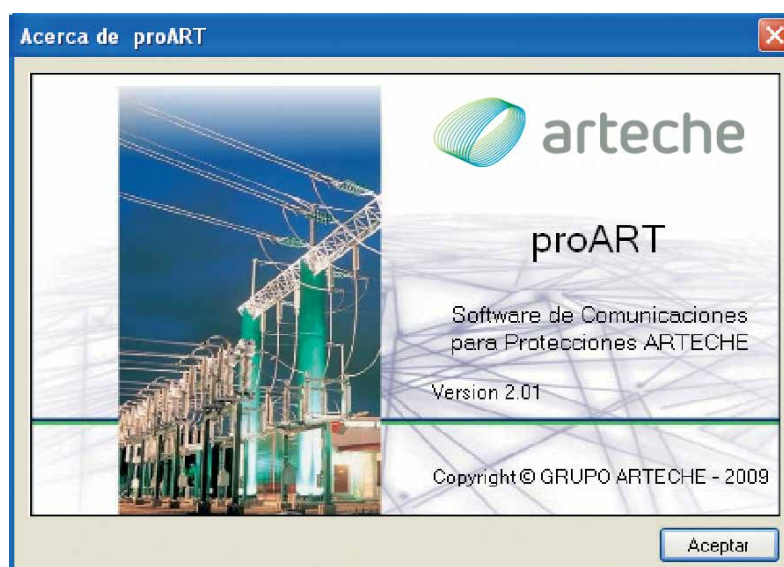 Acerca de proART
arteche
proART
Software de Comunicaciones
para Protecciones ARTECHE
Version 2.01
Copyright © GRUPO ARTECHE - 2009
Aceptar